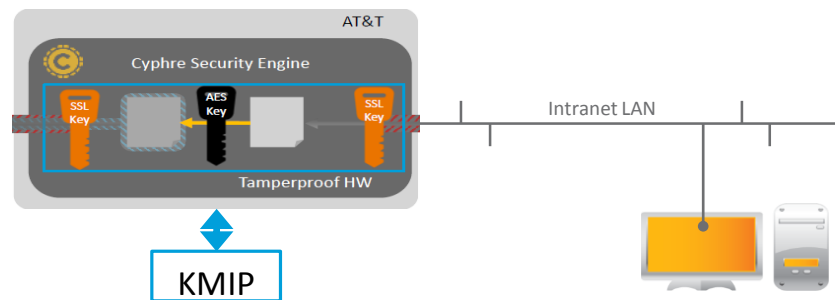 AT&T
C
Cyphre Security Engine
SSL
Key
AES
Key
SSL
Key
Tamperproof HW
Intranet LAN
KMIP